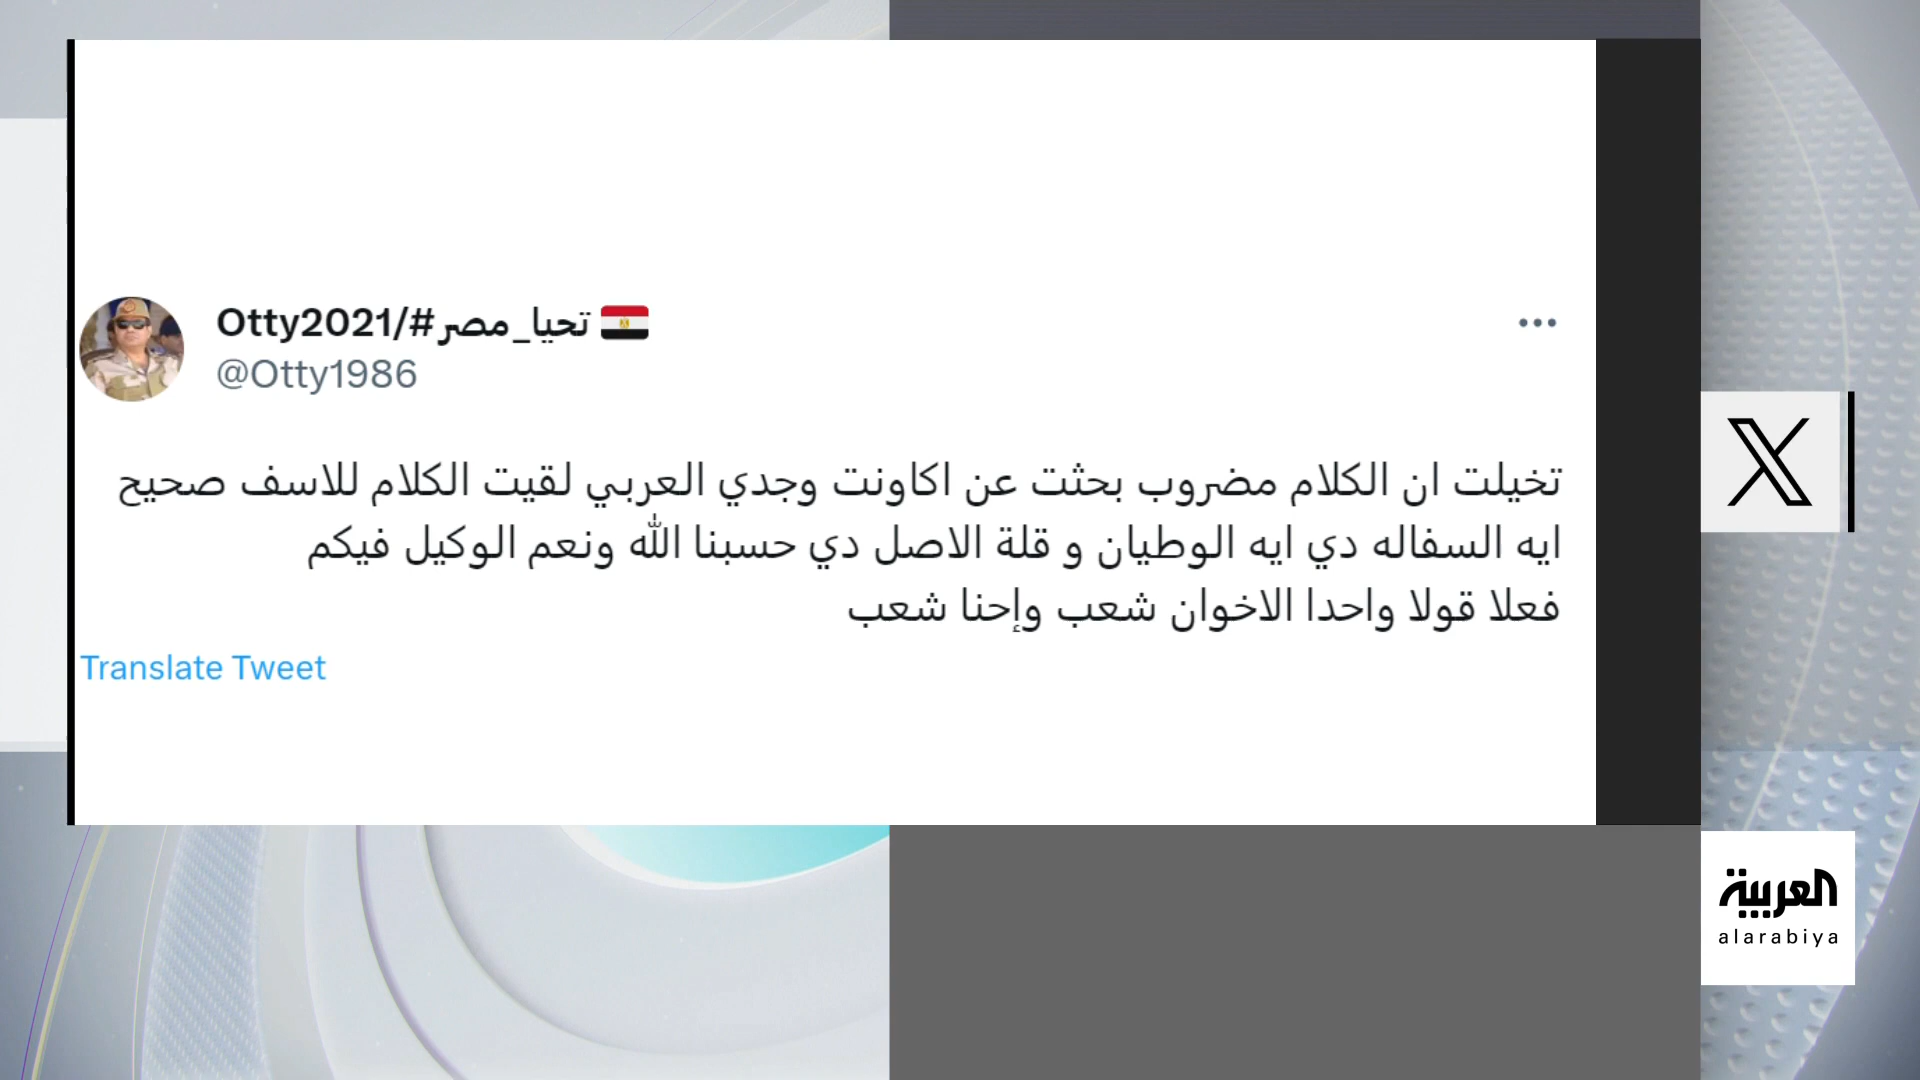 Otty2021/#تحيا_مصر
@Otty1986
تخيلت ان الكلام مضروب بحثت عن اكاونت وجدي العربي لقيت الكلام للاسف صحيح
ايه السفاله دي ايه الوطيان و قلة الاصل دي حسبنا الله ونعم الوكيل فيكم
فعلا قولا واحدا الاخوان شعب وإحنا شعب
Translate Tweet
العربية
alarabiya